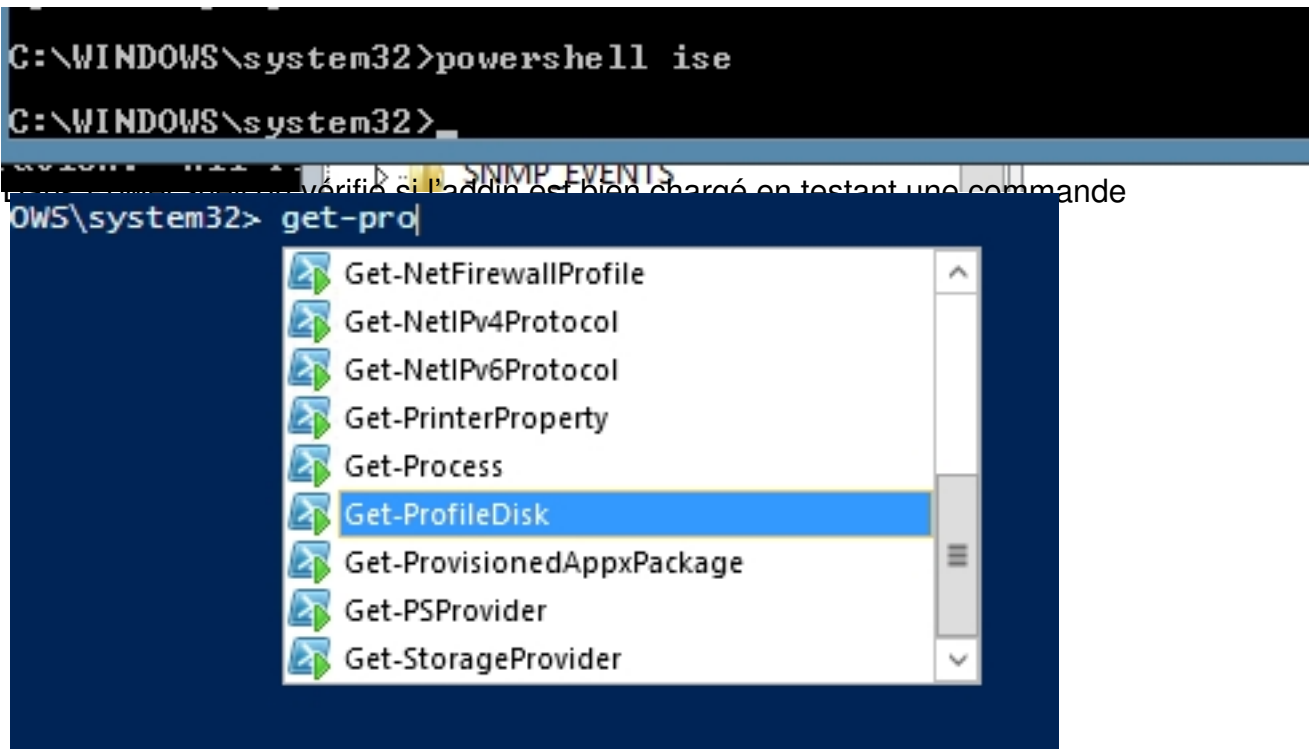 C:\WINDOWS\system32>powershell ise
C:\WINDOWS\system32>_
SNMP_EVENTS
vérifie si l'addin est bien chargé en testant une commande
OWS\system32> get-pro
Get-NetFirewallProfile
Get-NetIPv4Protocol
Get-NetIPv6Protocol
Get-PrinterProperty
Get-Process
Get-ProfileDisk
Get-ProvisionedAppxPackage
Get-PSProvider
Get-StorageProvider